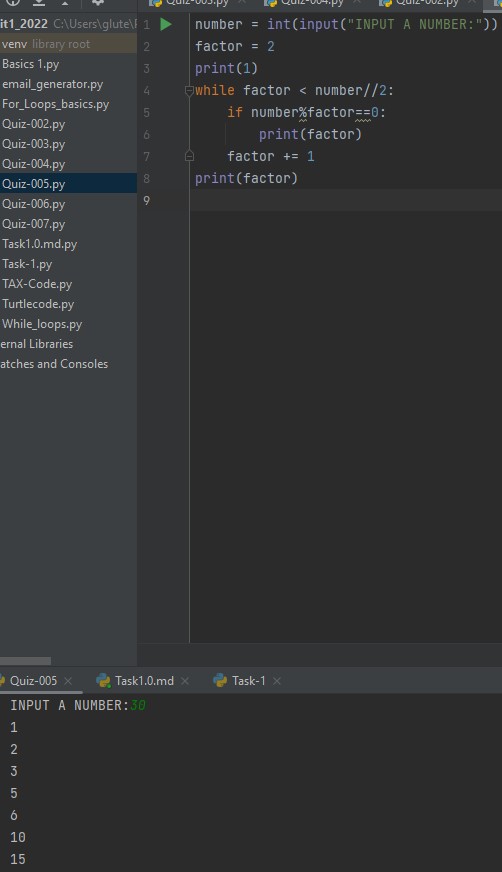 Quiz-003.py
Quiz-004.py
Quiz-002.py
it1_2022 C:\Users\glute\
venv library root
Basics 1.py
email_generator.py
For_Loops_basics.py
Quiz-002.py
Quiz-003.py
Quiz-004.py
Quiz-005.py
Quiz-006.py
Quiz-007.py
Task1.0.md.py
Task-1.py
TAX-Code.py
Turtlecode.py
While_loops.py
ernal Libraries
atches and Consoles
1 number = int(input("INPUT A NUMBER:"))
2 factor = 2
3 print(1)
4 while factor < number//2:
5 if number%factor==0:
6 print(factor)
7 factor += 1
8 print(factor)
9
Quiz-005
Task1.0.md
Task-1
INPUT A NUMBER:30
1
2
3
5
6
10
15